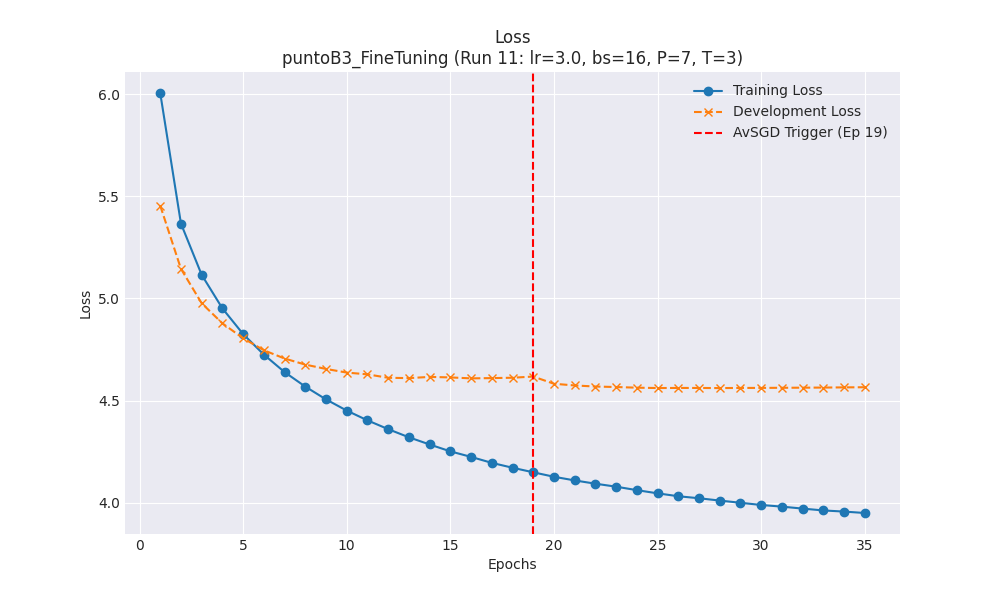 Loss
puntoB3_FineTuning (Run 11: lr=3.0, bs=16, P=7, T=3)
Training Loss
Development Loss
AvSGD Trigger (Ep 19)
Loss
6.0
5.5
5.0
4.5
4.0
0 5 10 15 20 25 30 35
Epochs